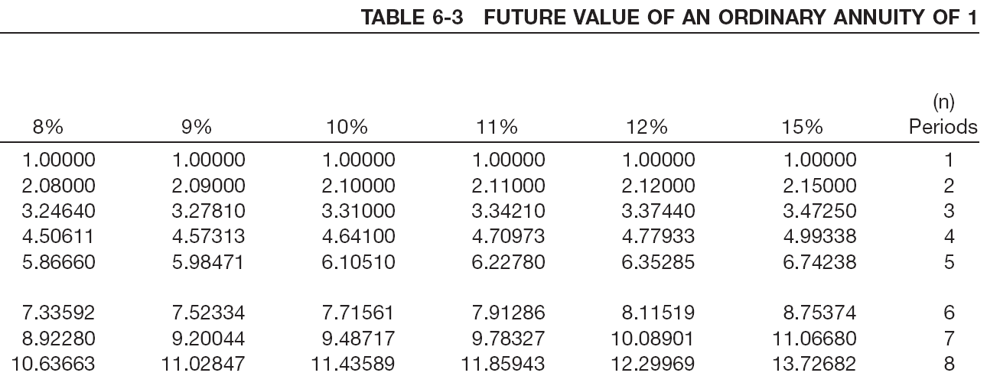 TABLE 6-3 FUTURE VALUE OF AN ORDINARY ANNUITY OF 1
(n)
8% 9% 10% 11% 12% 15% Periods
1.00000 1.00000 1.00000 1.00000 1.00000 1.00000 1
2.08000 2.09000 2.10000 2.11000 2.12000 2.15000 2
3.24640 3.27810 3.31000 3.34210 3.37440 3.47250 3
4.50611 4.57313 4.64100 4.70973 4.77933 4.99338 4
5.86660 5.98471 6.10510 6.22780 6.35285 6.74238 5
7.33592 7.52334 7.71561 7.91286 8.11519 8.75374 6
8.92280 9.20044 9.48717 9.78327 10.08901 11.06680 7
10.63663 11.02847 11.43589 11.85943 12.29969 13.72682 8